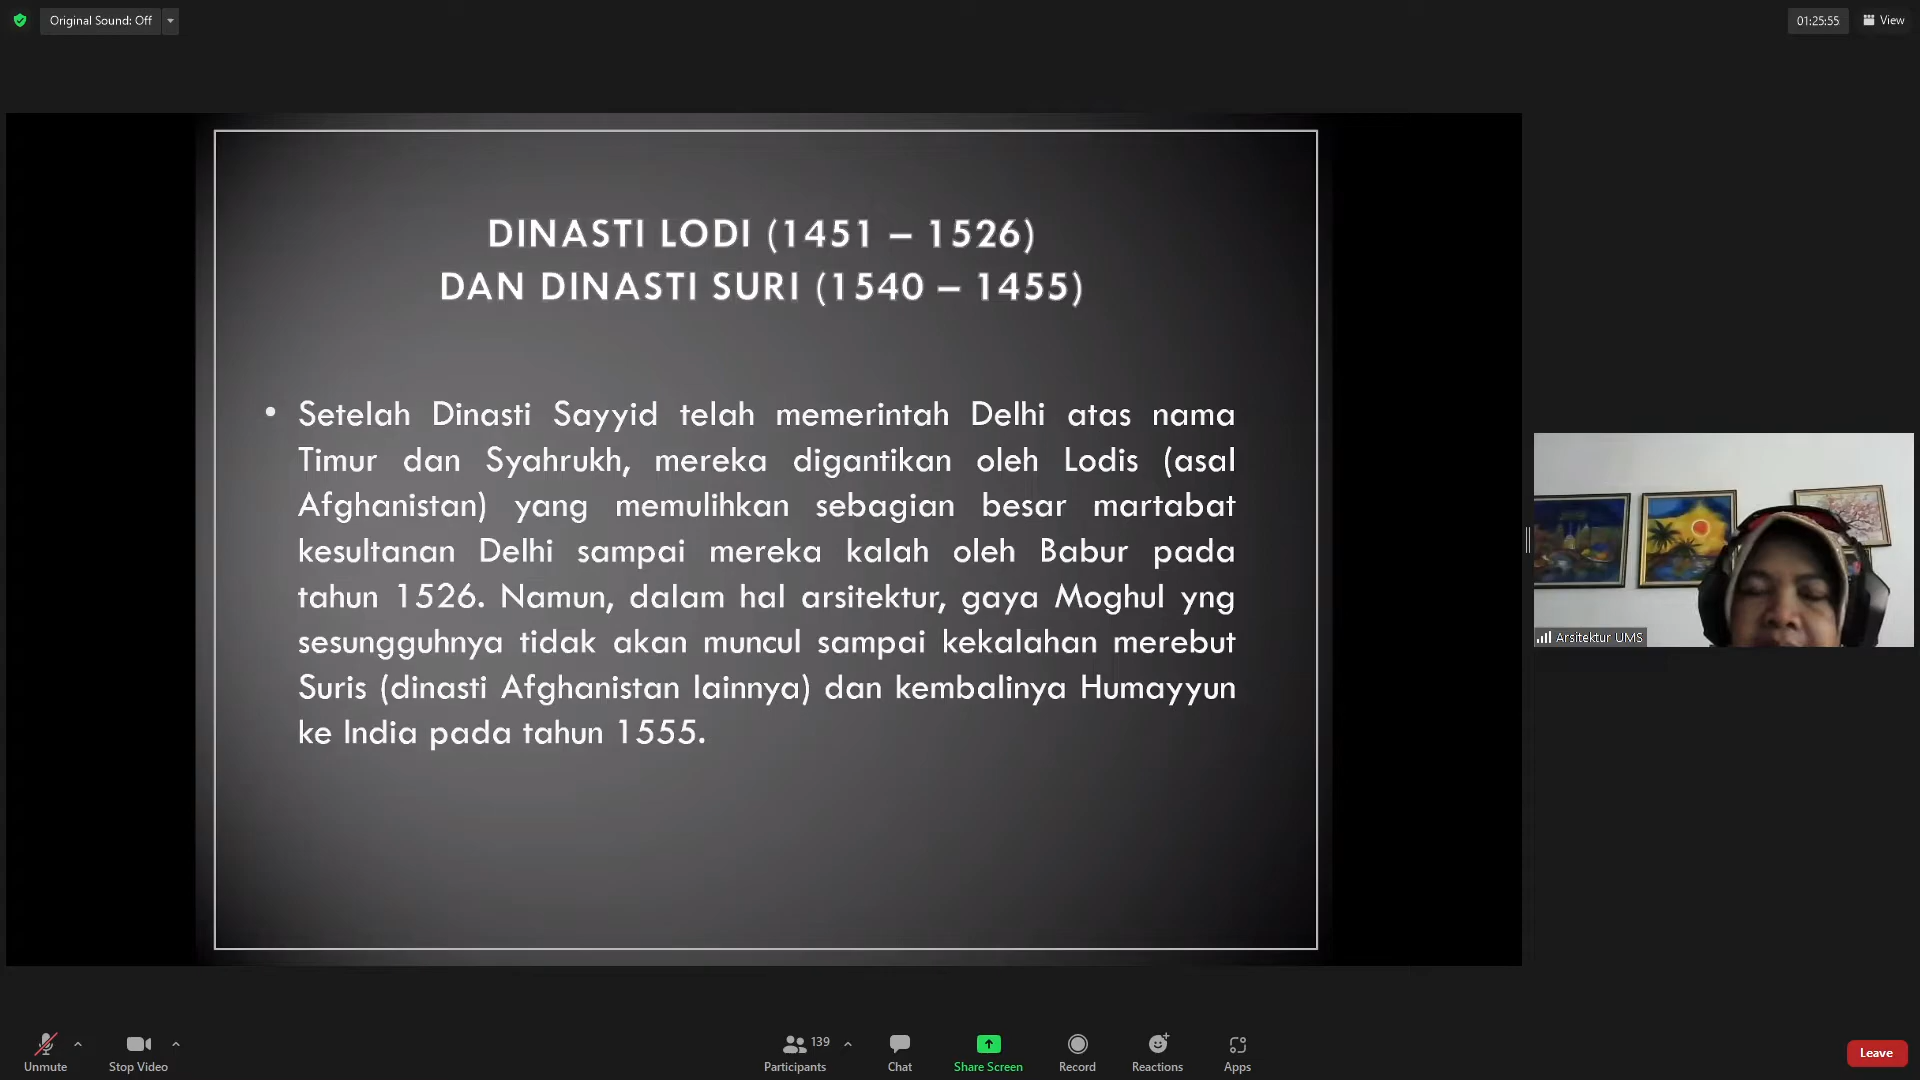 Original Sound: Off
01:25:55
View
DINASTI LODI (1451 – 1526)
DAN DINASTI SURI (1540 – 1455)
• Setelah Dinasti Sayyid telah memerintah Delhi atas nama
Timur dan Syahrukh, mereka digantikan oleh Lodis (asal
Afghanistan) yang memulihkan sebagian besar martabat
kesultanan Delhi sampai mereka kalah oleh Babur pada
tahun 1526. Namun, dalam hal arsitektur, gaya Moghul yng
sesungguhnya tidak akan muncul sampai kekalahan merebut
Suris (dinasti Afghanistan lainnya) dan kembalinya Humayyun
ke India pada tahun 1555.
Arsitektur UMS
Unmute
Stop Video
139
Participants
Chat
Share Screen
Record
Reactions
Apps
Leave